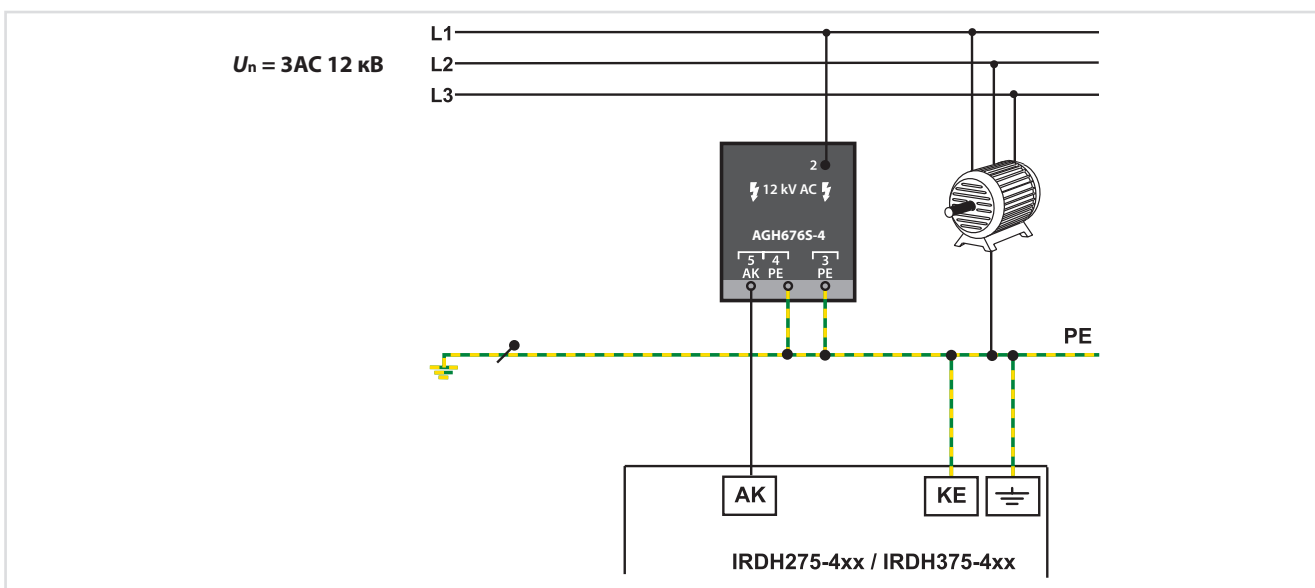 L1
Un = 3AC 12 кВ
L2
L3
2
12 kV AC
AGH676S-4
5 4 3
AK PE PE
PE
AK
KE
IRDH275-4xx / IRDH375-4xx